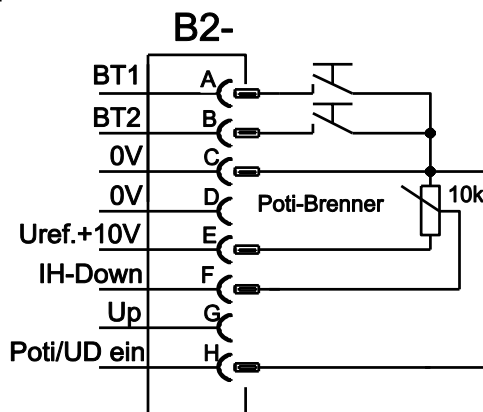 B2-
BT1 A
BT2 B
0V C
0V D Poti-Brenner 10k
Uref.+10V E
IH-Down F
Up G
Poti/UD ein H